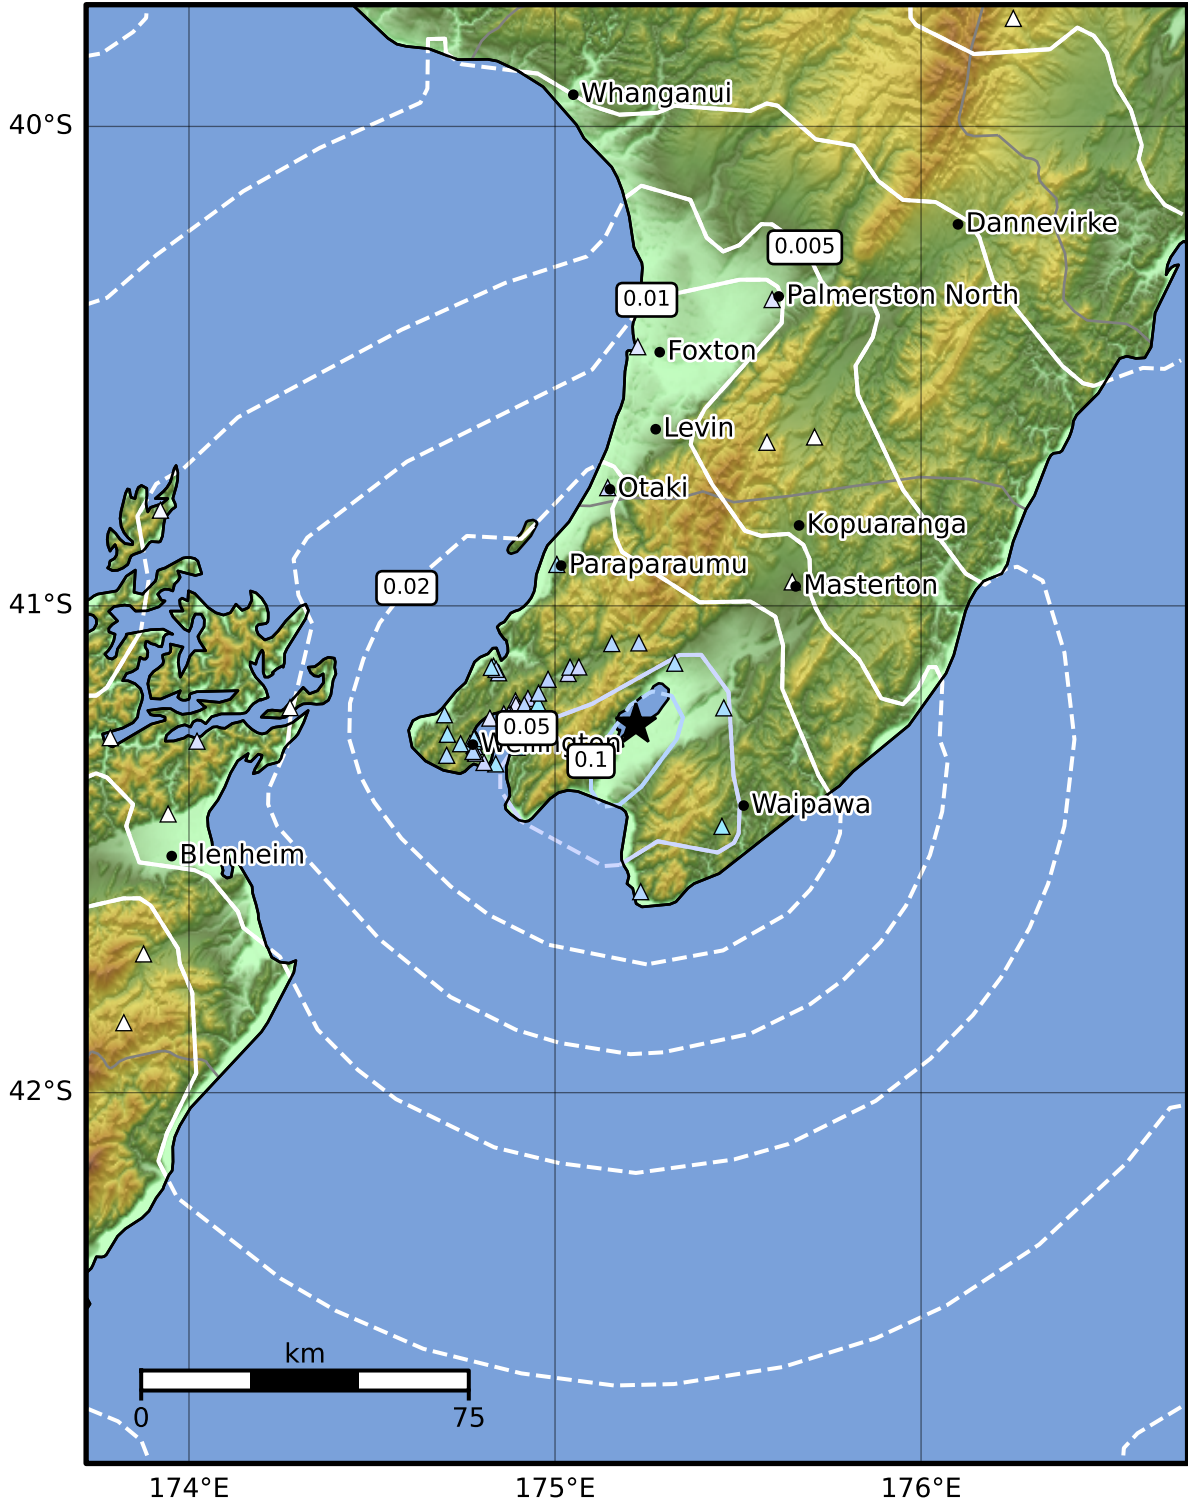 Whanganui
40°S
Dannevirke
0.005
Palmerston North
0.01
Foxton
Levin
Otaki
Kopuaranga
Paraparaumu
Masterton
0.02
41°S
0.05
Wellington
0.1
Waipawa
Blenheim
42°S
km
0 75
174°E 175°E 176°E